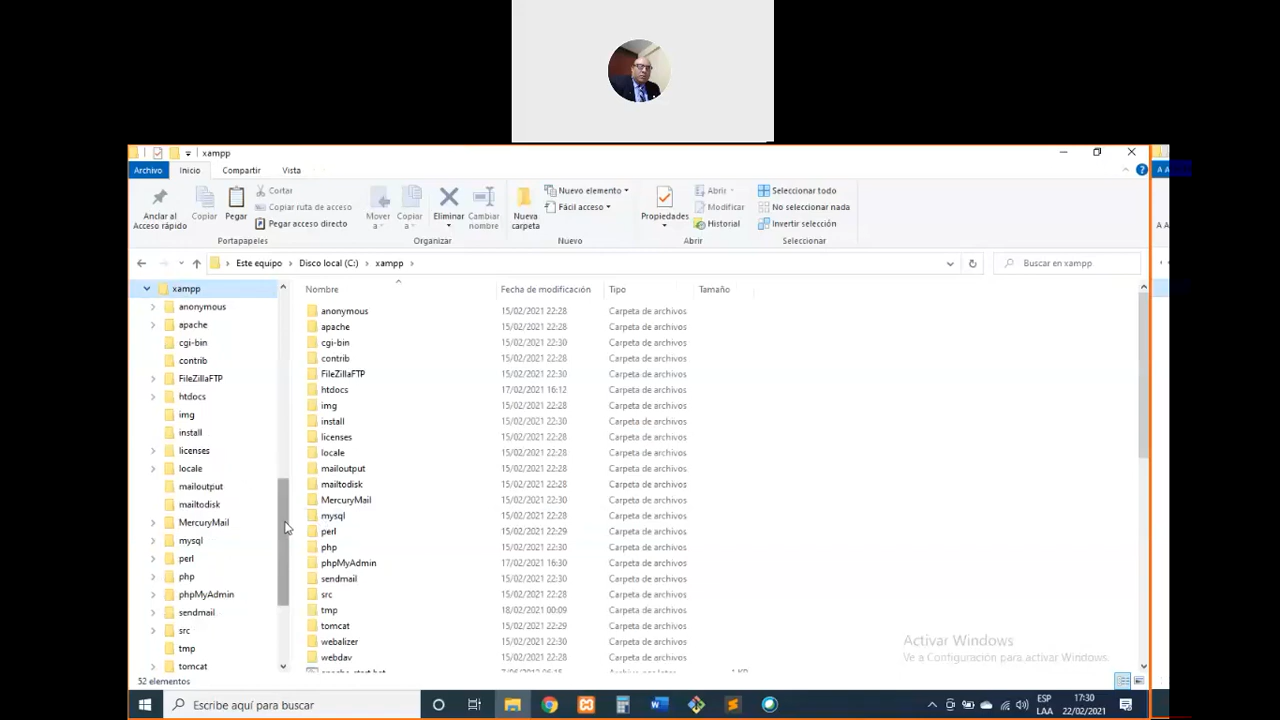 xampp
Archivo Inicio Compartir Vista
Anclar al Acceso rápido
Copiar
Pegar
Cortar
Copiar ruta de acceso
Pegar acceso directo
Portapapeles
Mover a
Copiar a
Eliminar
Cambiar nombre
Organizar
Nueva carpeta
Nuevo elemento
Fácil acceso
Nuevo
Propiedades
Abrir
Modificar
Historial
Abrir
Seleccionar todo
No seleccionar nada
Invertir selección
Seleccionar
Este equipo > Disco local (C:) > xampp >
Buscar en xampp
xampp
anonymous
apache
cgi-bin
contrib
FileZillaFTP
htdocs
img
install
licenses
locale
mailoutput
mailtodisk
MercuryMail
mysql
perl
php
phpMyAdmin
sendmail
src
tmp
tomcat
Nombre Fecha de modificación Tipo Tamaño
anonymous 15/02/2021 22:28 Carpeta de archivos
apache 15/02/2021 22:28 Carpeta de archivos
cgi-bin 15/02/2021 22:30 Carpeta de archivos
contrib 15/02/2021 22:28 Carpeta de archivos
FileZillaFTP 15/02/2021 22:30 Carpeta de archivos
htdocs 17/02/2021 16:12 Carpeta de archivos
img 15/02/2021 22:28 Carpeta de archivos
install 15/02/2021 22:28 Carpeta de archivos
licenses 15/02/2021 22:28 Carpeta de archivos
locale 15/02/2021 22:28 Carpeta de archivos
mailoutput 15/02/2021 22:28 Carpeta de archivos
mailtodisk 15/02/2021 22:28 Carpeta de archivos
MercuryMail 15/02/2021 22:30 Carpeta de archivos
mysql 15/02/2021 22:28 Carpeta de archivos
perl 15/02/2021 22:29 Carpeta de archivos
php 15/02/2021 22:30 Carpeta de archivos
phpMyAdmin 17/02/2021 16:30 Carpeta de archivos
sendmail 15/02/2021 22:30 Carpeta de archivos
src 15/02/2021 22:28 Carpeta de archivos
tmp 18/02/2021 00:09 Carpeta de archivos
tomcat 15/02/2021 22:29 Carpeta de archivos
webalizer 15/02/2021 22:30 Carpeta de archivos
webdav 15/02/2021 22:28 Carpeta de archivos
Activar Windows
Ve a Configuración para activar Windows.
52 elementos
Escribe aquí para buscar
ESP
LAA
17:30
22/02/2021